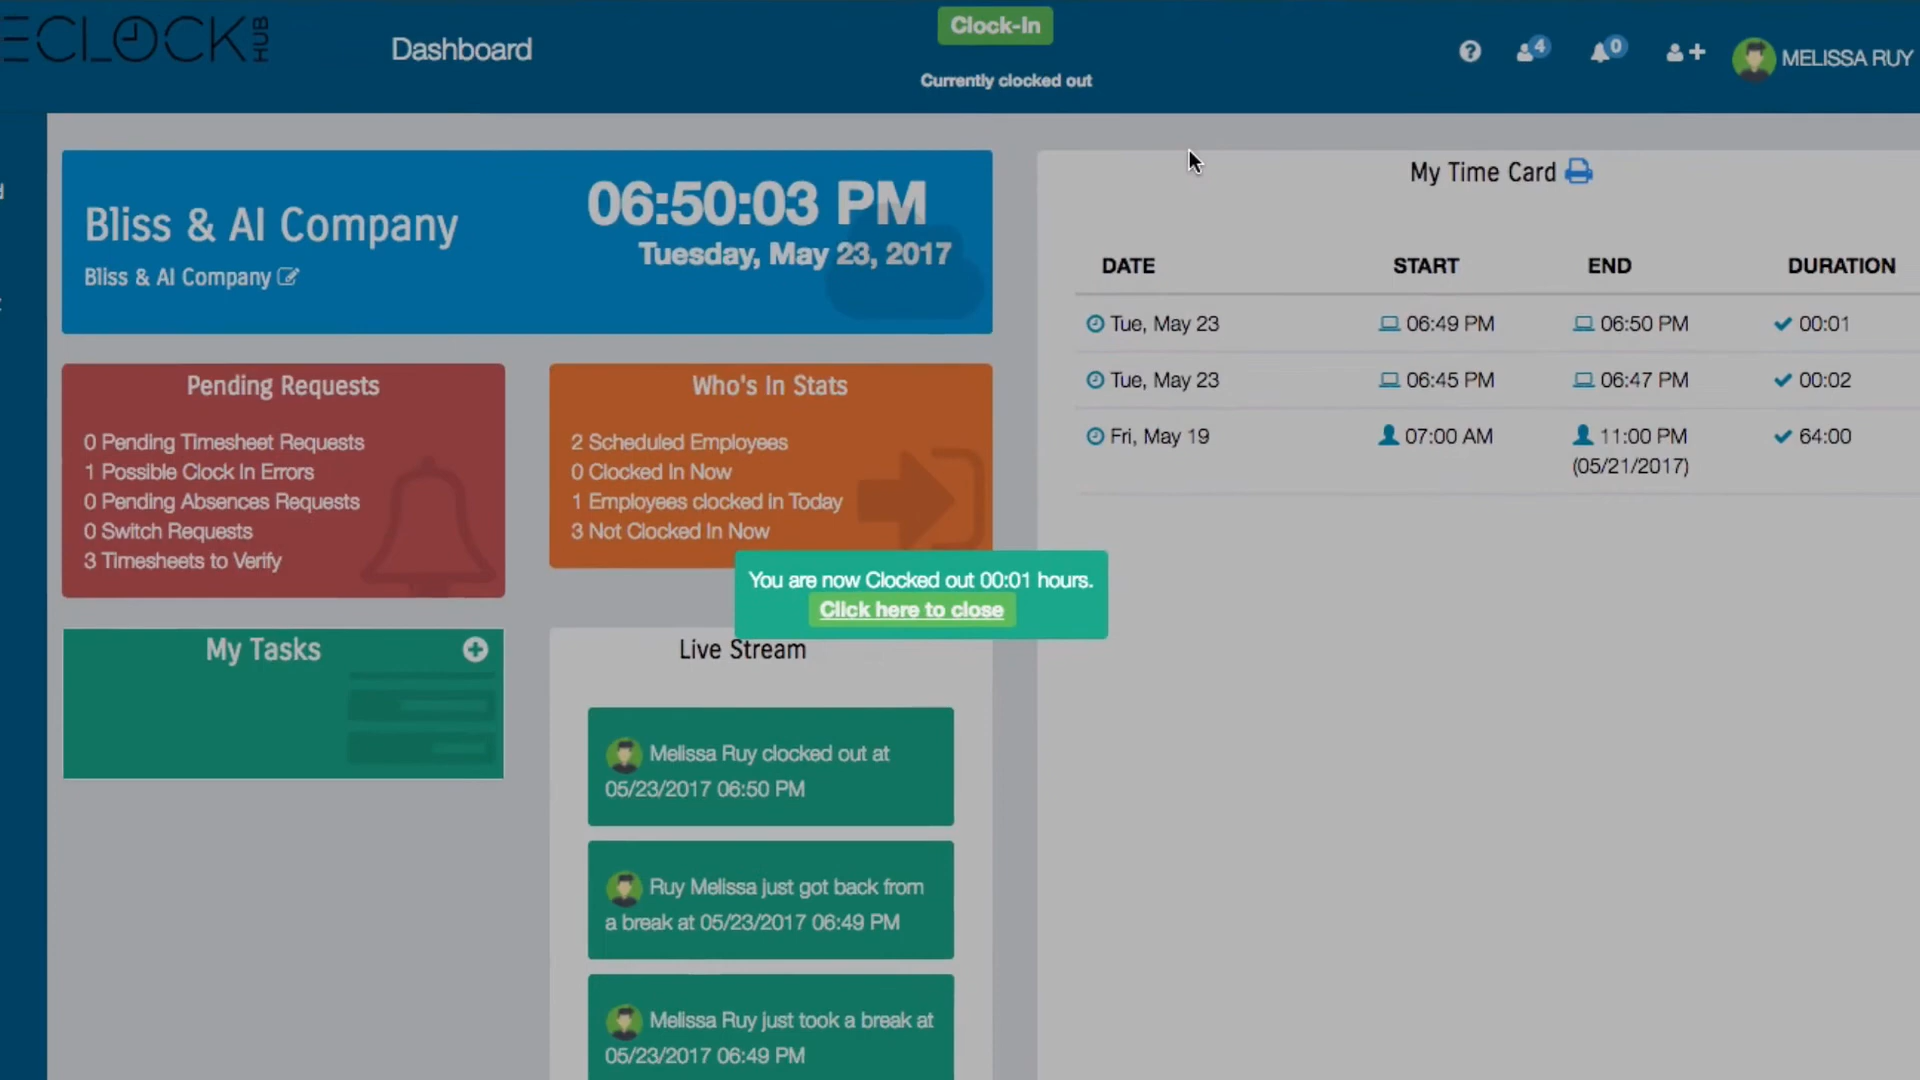 ECLOCK HUB
Dashboard
Clock-In
Currently clocked out
4
0
MELISSA RUY
Bliss & AI Company
Bliss & AI Company
06:50:03 PM
Tuesday, May 23, 2017
Pending Requests
0 Pending Timesheet Requests
1 Possible Clock In Errors
0 Pending Absences Requests
0 Switch Requests
3 Timesheets to Verify
Who's In Stats
2 Scheduled Employees
0 Clocked In Now
1 Employees clocked in Today
3 Not Clocked In Now
You are now Clocked out 00:01 hours.
Click here to close
My Tasks
Live Stream
Melissa Ruy clocked out at
05/23/2017 06:50 PM
Ruy Melissa just got back from
a break at 05/23/2017 06:49 PM
Melissa Ruy just took a break at
05/23/2017 06:49 PM
My Time Card
DATE START END DURATION
Tue, May 23 06:49 PM 06:50 PM 00:01
Tue, May 23 06:45 PM 06:47 PM 00:02
Fri, May 19 07:00 AM 11:00 PM 64:00
(05/21/2017)